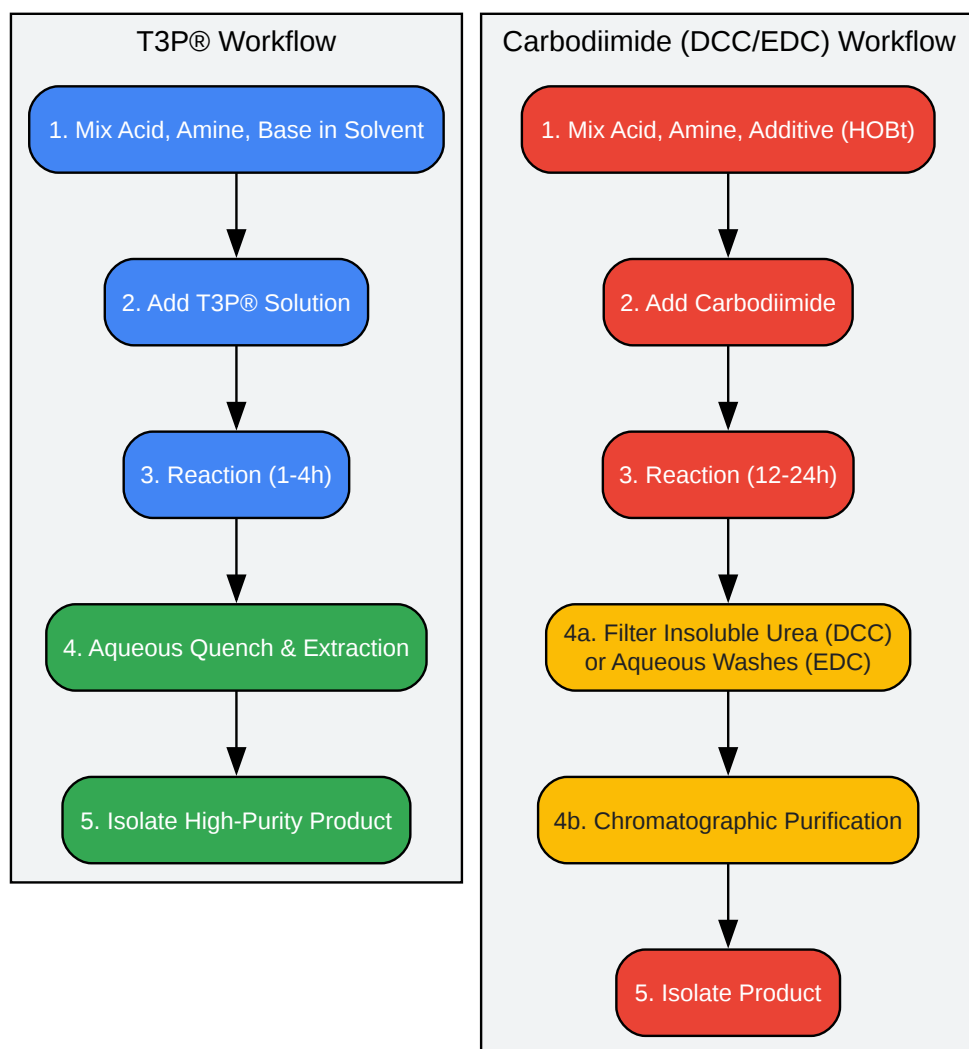 T3P® Workflow
1. Mix Acid, Amine, Base in Solvent
2. Add T3P® Solution
3. Reaction (1-4h)
4. Aqueous Quench & Extraction
5. Isolate High-Purity Product
Carbodiimide (DCC/EDC) Workflow
1. Mix Acid, Amine, Additive (HOBt)
2. Add Carbodiimide
3. Reaction (12-24h)
4a. Filter Insoluble Urea (DCC)
or Aqueous Washes (EDC)
4b. Chromatographic Purification
5. Isolate Product